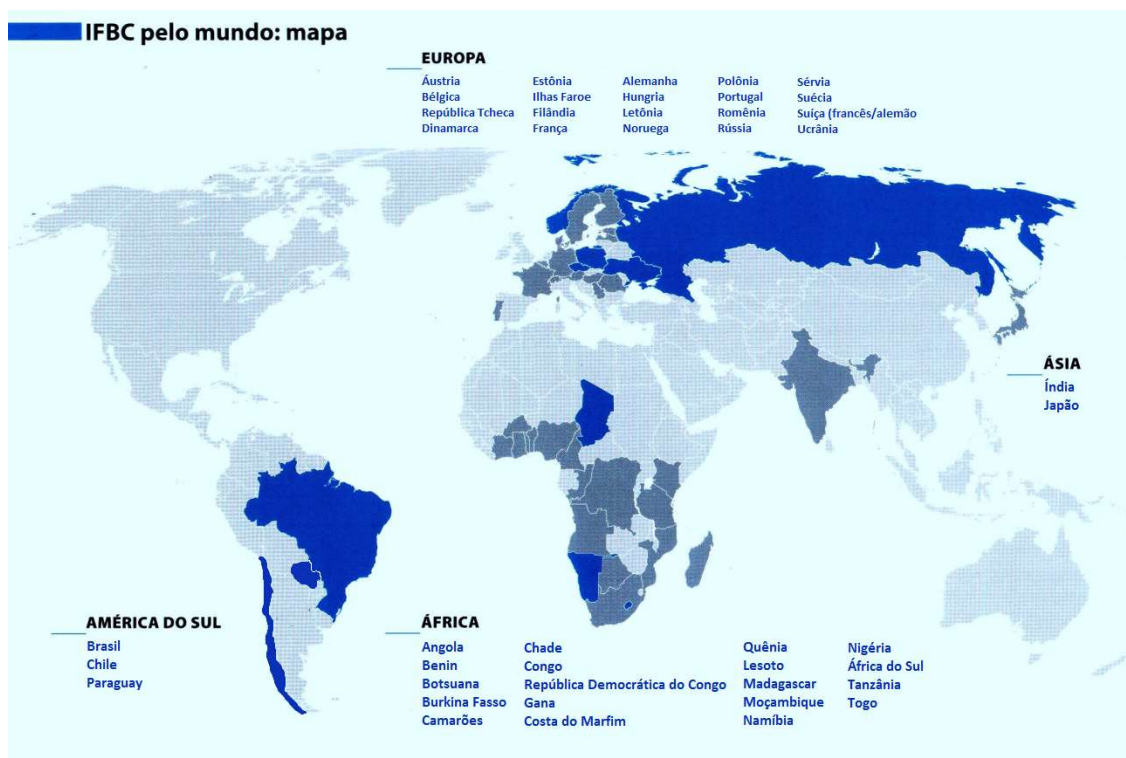 IFBC pelo mundo: mapa
EUROPA
Áustria
Bélgica
República Tcheca
Dinamarca
Estônia
Ilhas Faroe
Filândia
França
Alemanha
Hungria
Letônia
Noruega
Polônia
Portugal
Romênia
Rússia
Sérvia
Suécia
Suíça (francês/alemão
Ucrânia
ÁSIA
Índia
Japão
AMÉRICA DO SUL
Brasil
Chile
Paraguay
ÁFRICA
Angola
Benin
Botsuana
Burkina Fasso
Camarões
Chade
Congo
República Democrática do Congo
Gana
Costa do Marfim
Quênia
Lesoto
Madagascar
Moçambique
Namíbia
Nigéria
África do Sul
Tanzânia
Togo